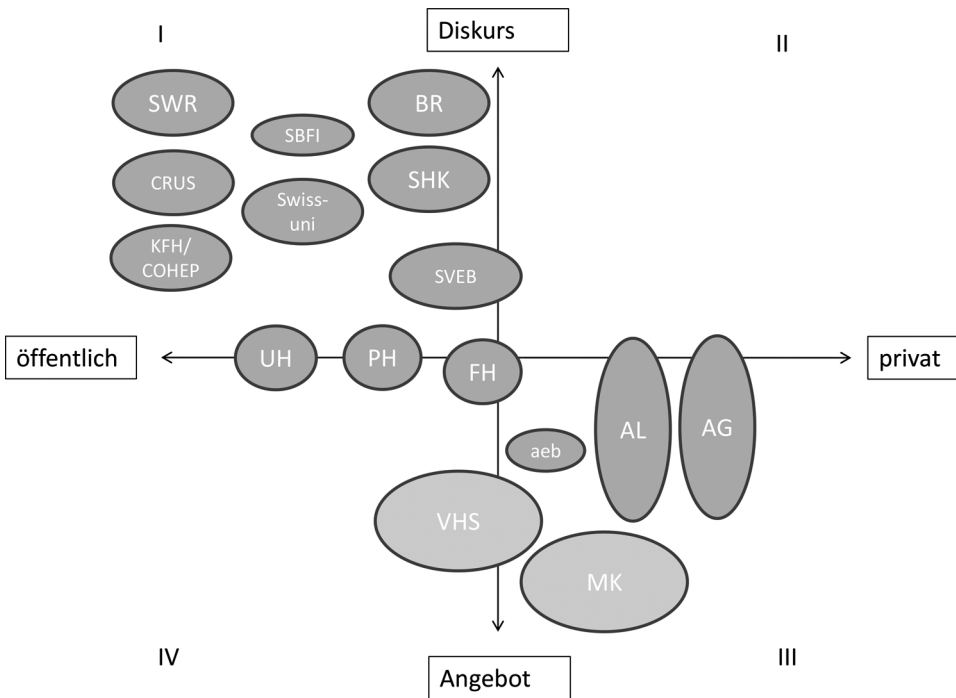 I
Diskurs
II
SWR
BR
SBFI
CRUS
SHK
Swiss-
uni
KFH/
COHEP
SVEB
öffentlich
UH
PH
FH
privat
AL
AG
aeb
VHS
MK
IV
Angebot
III